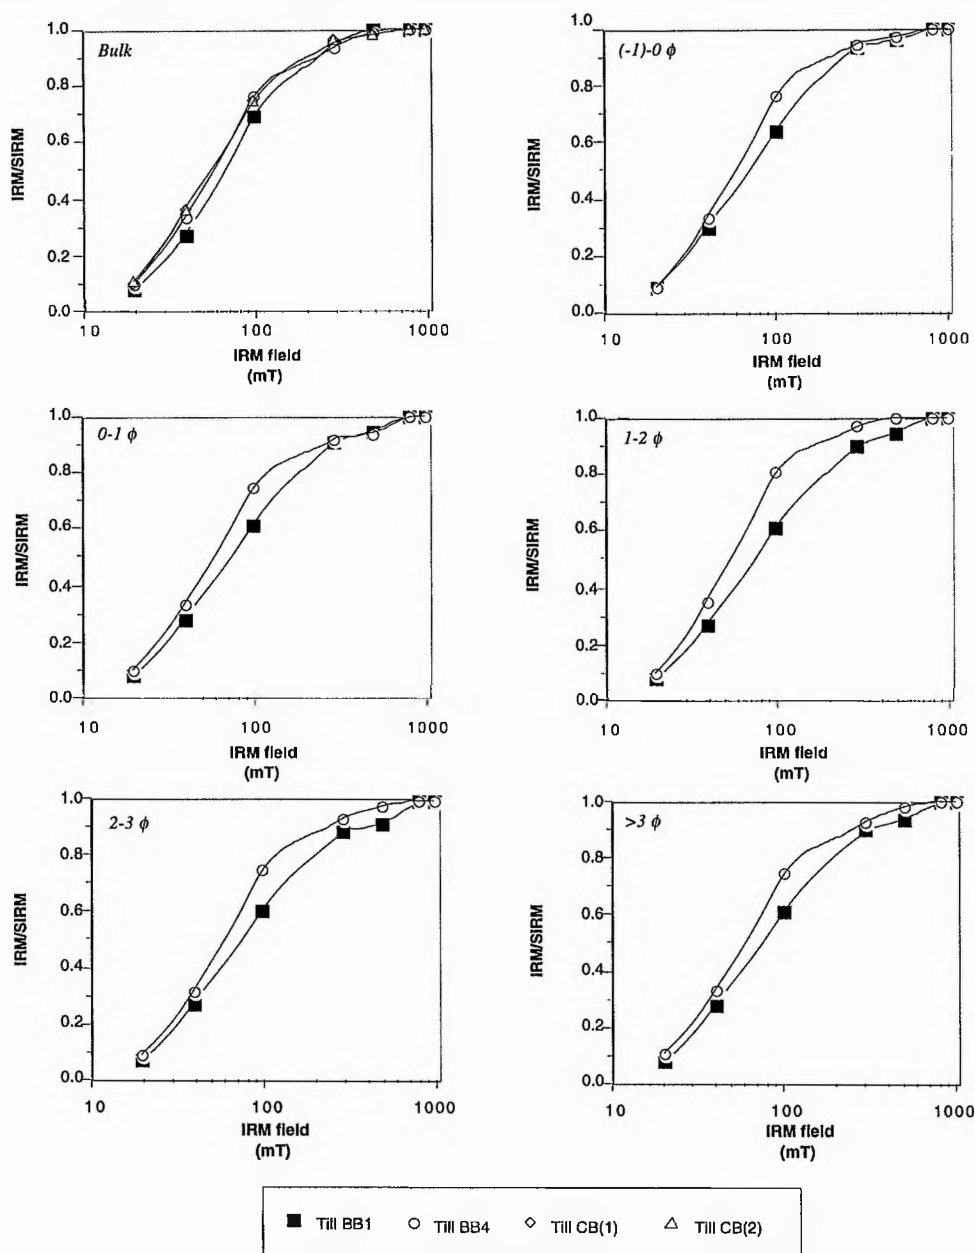 Bulk
1.0
0.8
0.6
0.4
0.2
0.0
IRM/SIRM
10 100 1000
IRM field
(mT)
(-1)-0 φ
1.0
0.8
0.6
0.4
0.2
0.0
IRM/SIRM
10 100 1000
IRM field
(mT)
0-1 φ
1.0
0.8
0.6
0.4
0.2
0.0
IRM/SIRM
10 100 1000
IRM field
(mT)
1-2 φ
1.0
0.8
0.6
0.4
0.2
0.0
IRM/SIRM
10 100 1000
IRM field
(mT)
2-3 φ
1.0
0.8
0.6
0.4
0.2
0.0
IRM/SIRM
10 100 1000
IRM field
(mT)
>3 φ
1.0
0.8
0.6
0.4
0.2
0.0
IRM/SIRM
10 100 1000
IRM field
(mT)
Till BB1 Till BB4 Till CB(1) Till CB(2)